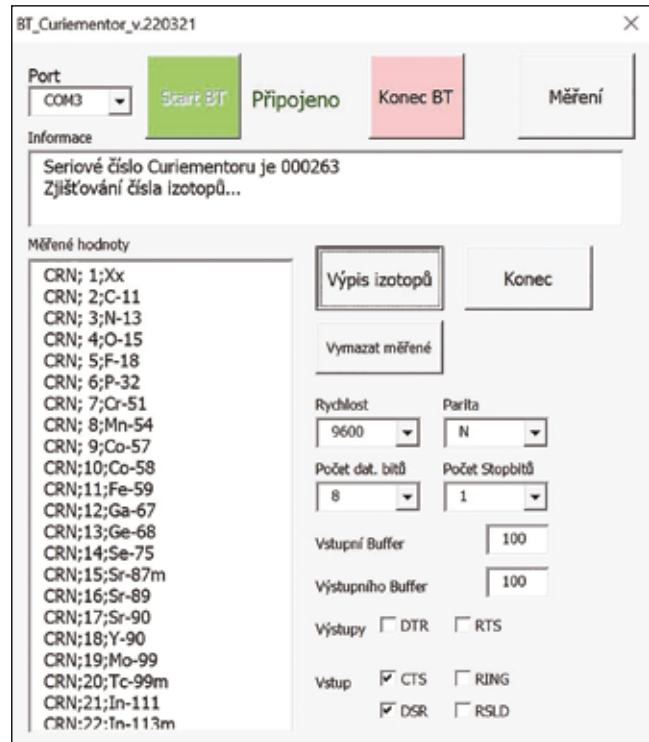 BT_Curiementor_v.220321
Port
COM3
Start BT
Připojeno
Konec BT
Měření
Informace
Seriové číslo Curiementoru je 000263
Zjišťování čísla izotopů...
Měřené hodnoty
CRN; 1;Xx
CRN; 2;C-11
CRN; 3;N-13
CRN; 4;O-15
CRN; 5;F-18
CRN; 6;P-32
CRN; 7;Cr-51
CRN; 8;Mn-54
CRN; 9;Co-57
CRN;10;Co-58
CRN;11;Fe-59
CRN;12;Ga-67
CRN;13;Ge-68
CRN;14;Se-75
CRN;15;Sr-87m
CRN;16;Sr-89
CRN;17;Sr-90
CRN;18;Y-90
CRN;19;Mo-99
CRN;20;Tc-99m
CRN;21;In-111
CRN;22;In-113m
Výpis izotopů
Konec
Vymazat měřené
Rychlost
Parita
9600
N
Počet dat. bitů
Počet Stopbitů
8
1
Vstupní Buffer
100
Výstupního Buffer
100
Výstupy
DTR
RTS
Vstup
CTS
RING
DSR
RSLD